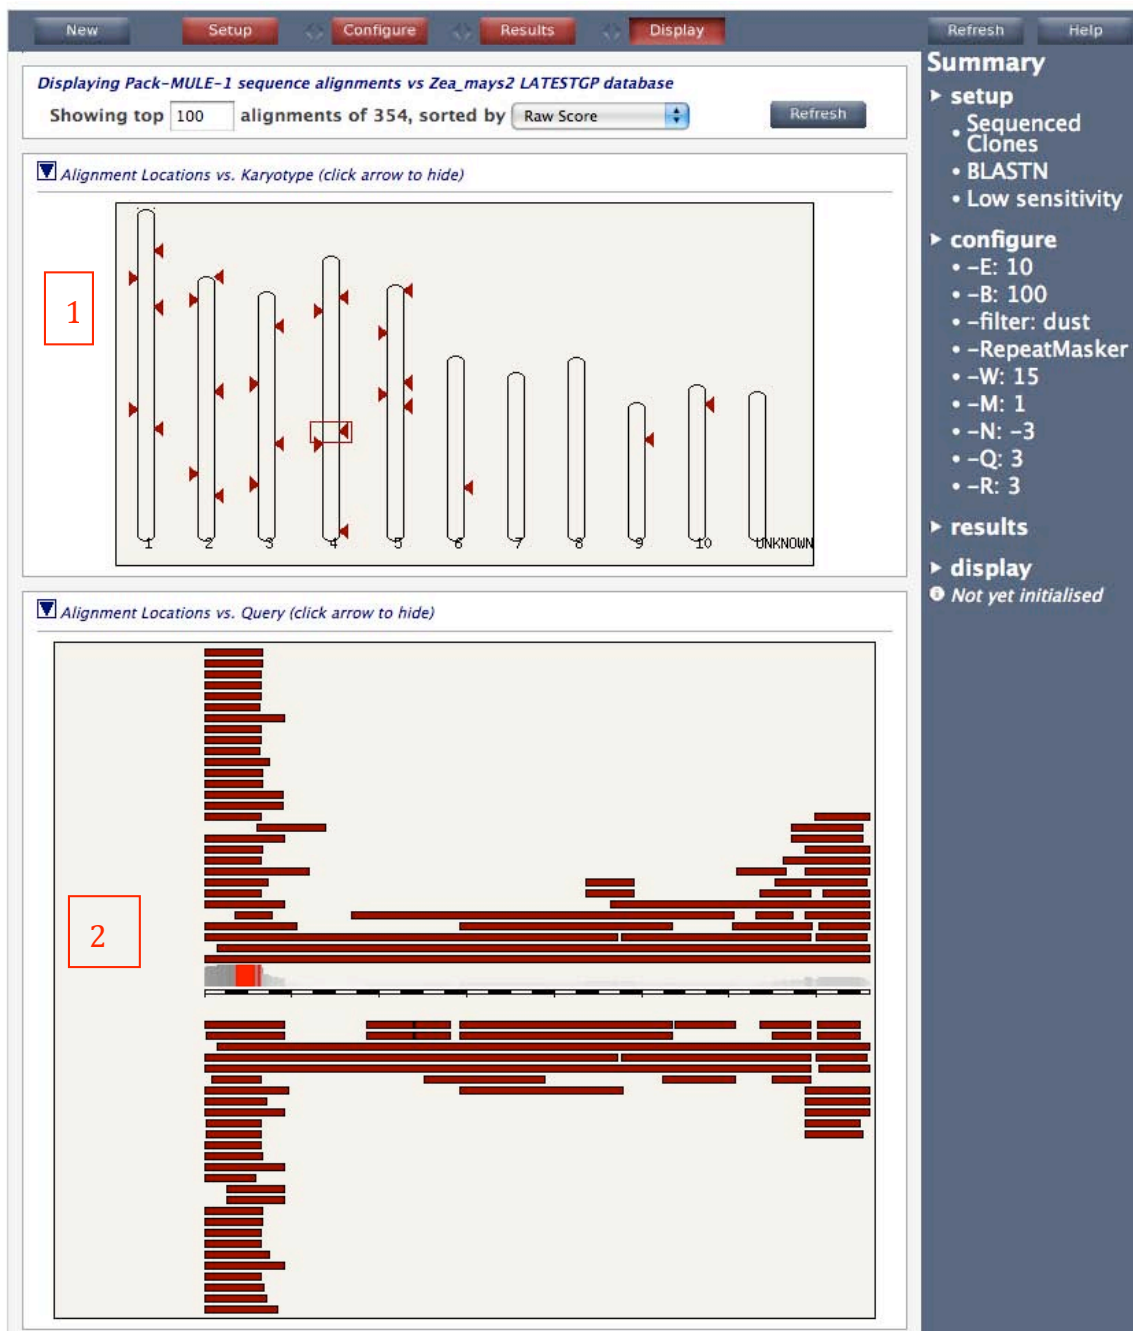 New Setup Configure Results Display Refresh Help
Displaying Pack-MULE-1 sequence alignments vs Zea_mays2 LATESTGP database
Showing top 100 alignments of 354, sorted by Raw Score Refresh
Alignment Locations vs. Karyotype (click arrow to hide)
1
1 2 3 4 5 6 7 8 9 10 UNKNOWN
Alignment Locations vs. Query (click arrow to hide)
2
Summary
setup
• Sequenced
Clones
• BLASTN
• Low sensitivity
configure
• -E: 10
• -B: 100
• -filter: dust
• -RepeatMasker
• -W: 15
• -M: 1
• -N: -3
• -Q: 3
• -R: 3
results
display
Not yet initialised